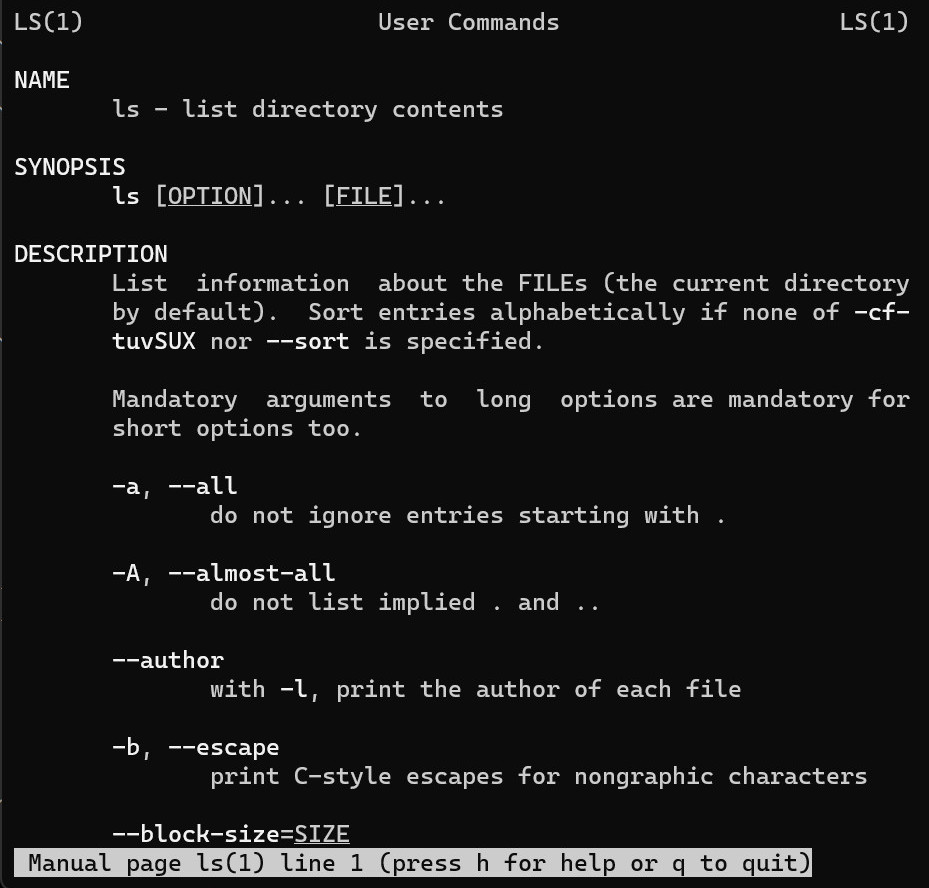 LS(1) User Commands LS(1)
NAME
ls - list directory contents
SYNOPSIS
ls [OPTION]... [FILE]...
DESCRIPTION
List information about the FILEs (the current directory
by default). Sort entries alphabetically if none of -cf-
tuvSUX nor --sort is specified.
Mandatory arguments to long options are mandatory for
short options too.
-a, --all
do not ignore entries starting with .
-A, --almost-all
do not list implied . and ..
--author
with -l, print the author of each file
-b, --escape
print C-style escapes for nongraphic characters
--block-size=SIZE
Manual page ls(1) line 1 (press h for help or q to quit)